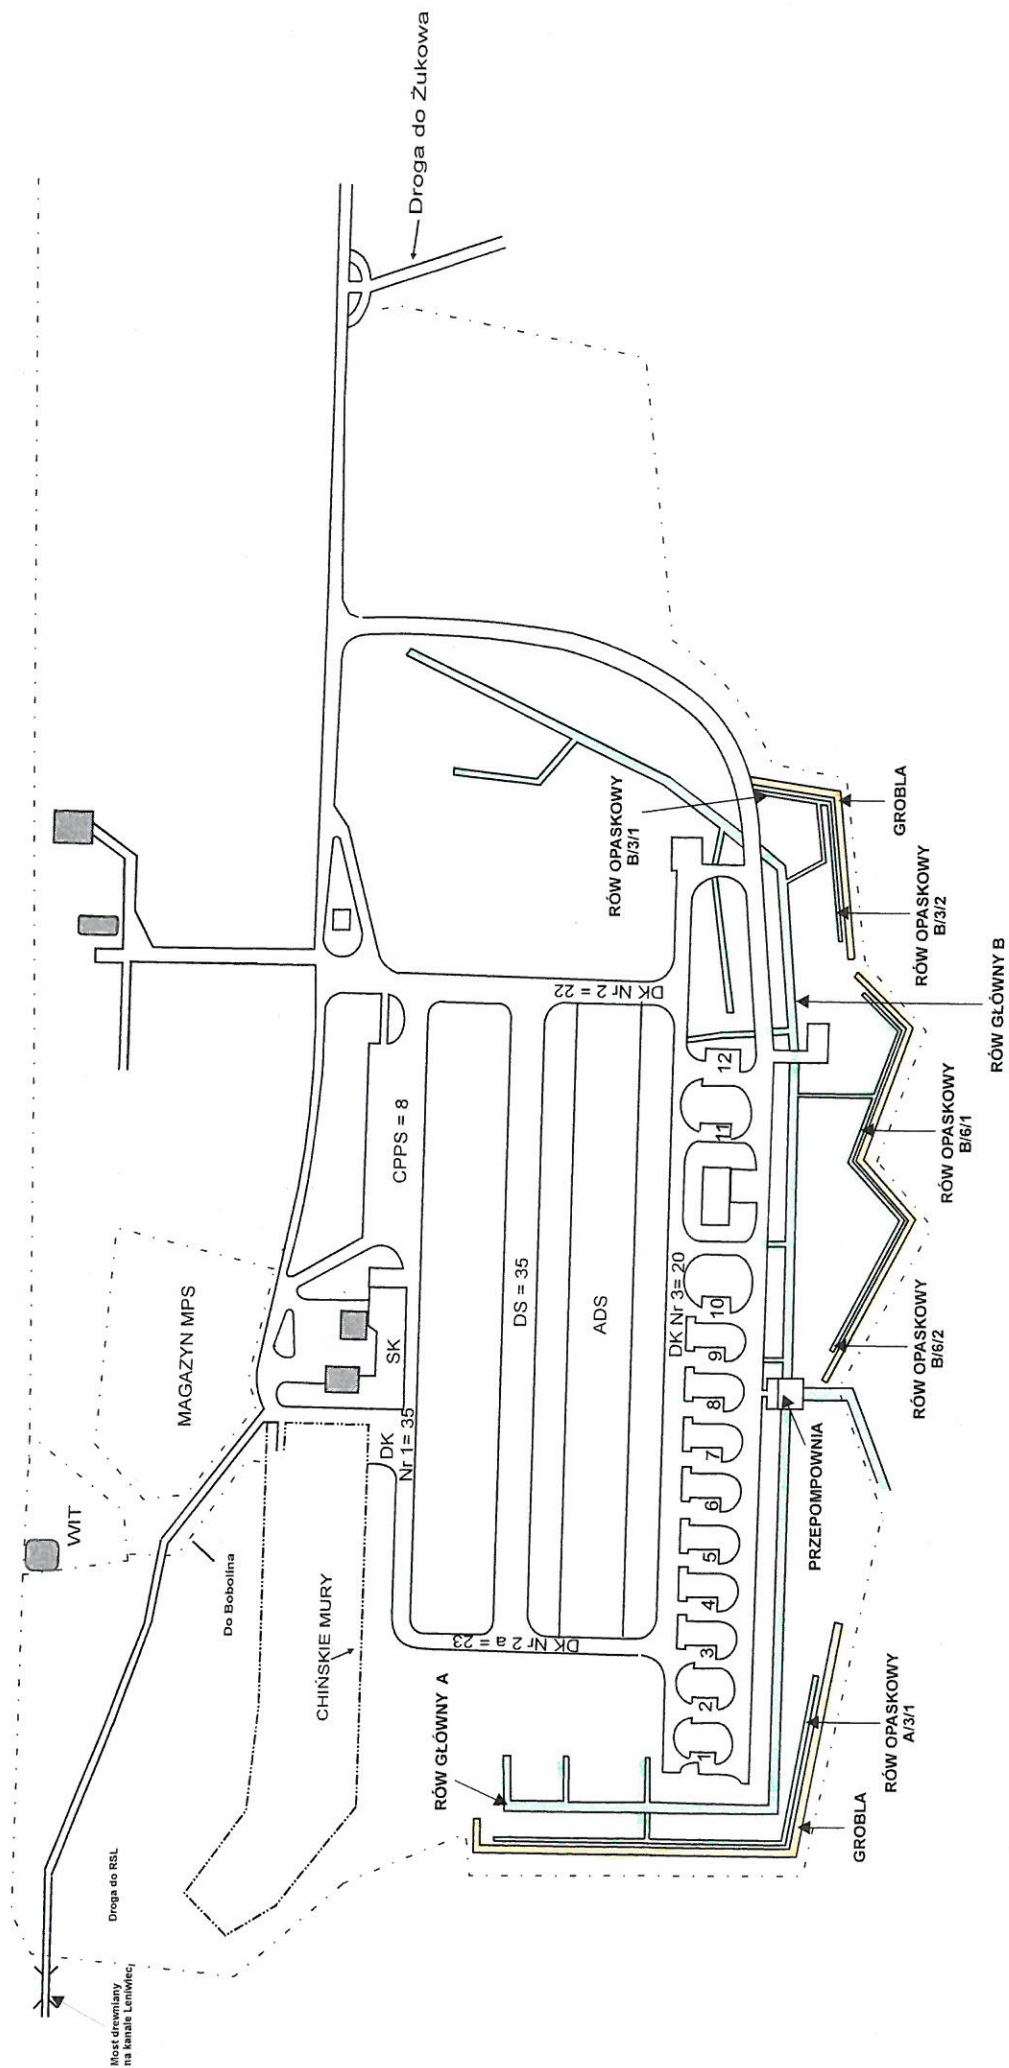 Droga do Żukowa
Most drewniany
na kanale Leniwiec
Droga do RSL
Do Bobolina
WIT
MAGAZYN MPS
CHIŃSKIE MURY
SK
DK
Nr 1= 35
CPPS = 8
DS = 35
ADS
DK Nr 2 = 22
DK Nr 2 a = 23
DK Nr 3= 20
1
2
3
4
5
6
7
8
9
10
11
12
RÓW GŁÓWNY A
GROBLA
RÓW OPASKOWY
A/3/1
PRZEPOMPOWNIA
RÓW OPASKOWY
B/6/2
RÓW OPASKOWY
B/6/1
RÓW GŁÓWNY B
RÓW OPASKOWY
B/3/2
GROBLA
RÓW OPASKOWY
B/3/1